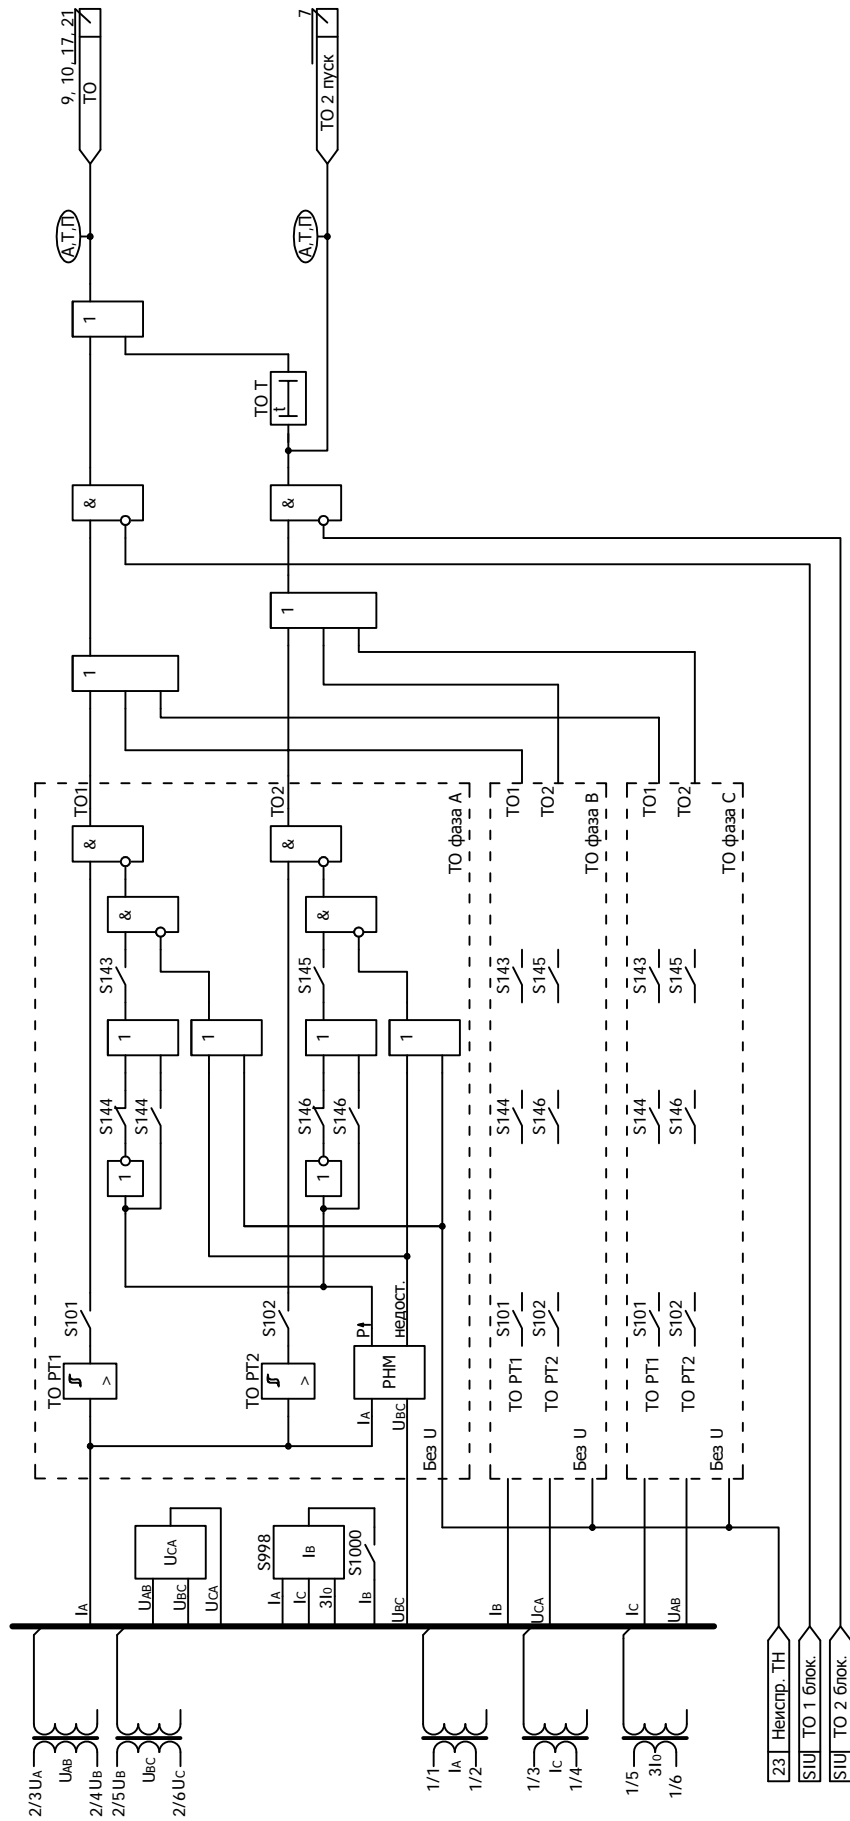 2/3 UA
UAB
2/4 UB
2/5 UB
UBC
2/6 UC
1/1
IA
1/2
1/3
IC
1/4
1/5
3I0
1/6
23 Неиспр. ТН
SIU ТО 1 блок.
SIU ТО 2 блок.
IA
UAB
UBC
UCA
UCA
IA
IC
3I0
S998
IB
IB
S1000
UBC
IB
UCA
IC
UAB
ТО РТ1
>
S101
ТО РТ2
>
S102
IA
UBC
РНМ
P
недост.
Без U
1
S144
S144
1
S143
&
1
&
ТО1
1
S146
S146
1
S145
&
1
&
ТО2
ТО фаза А
Без U
ТО РТ1
S101
ТО РТ2
S102
S144
S146
S143
S145
ТО1
ТО2
ТО фаза В
Без U
ТО РТ1
S101
ТО РТ2
S102
S144
S146
S143
S145
ТО1
ТО2
ТО фаза С
1
1
&
&
ТО Т
t
1
А,Т,П
А,Т,П
ТО
9, 10, 17, 21
ТО 2 пуск
7